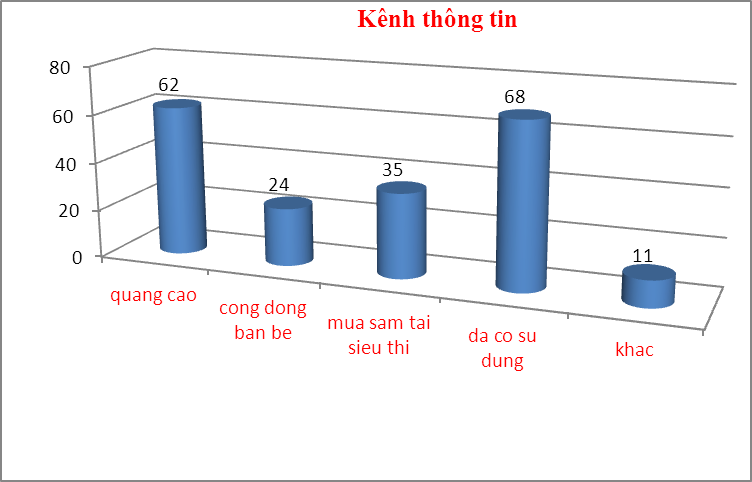 Kênh thông tin
80
60
40
20
0
62
24
35
68
11
quang cao
cong dong
ban be
mua sam tai
sieu thi
da co su
dung
khac